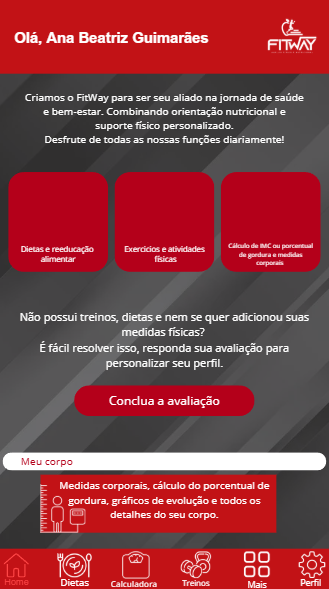 Olá, Ana Beatriz Guimarães
FITWAY
Criamos o FitWay para ser seu aliado na jornada de saúde
e bem-estar. Combinando orientação nutricional e
suporte físico personalizado.
Desfrute de todas as nossas funções diariamente!
Dietas e reeducação
alimentar
Exercicios e atividades
físicas
Cálculo de IMC ou porcentual
de gordura e medidas
corporais
Não possui treinos, dietas e nem se quer adicionou suas
medidas físicas?
É fácil resolver isso, responda sua avaliação para
personalizar seu perfil.
Conclua a avaliação
Meu corpo
Medidas corporais, cálculo do porcentual de
gordura, gráficos de evolução e todos os
detalhes do seu corpo.
Home
Dietas
Calculadora
Treinos
Mais
Perfil